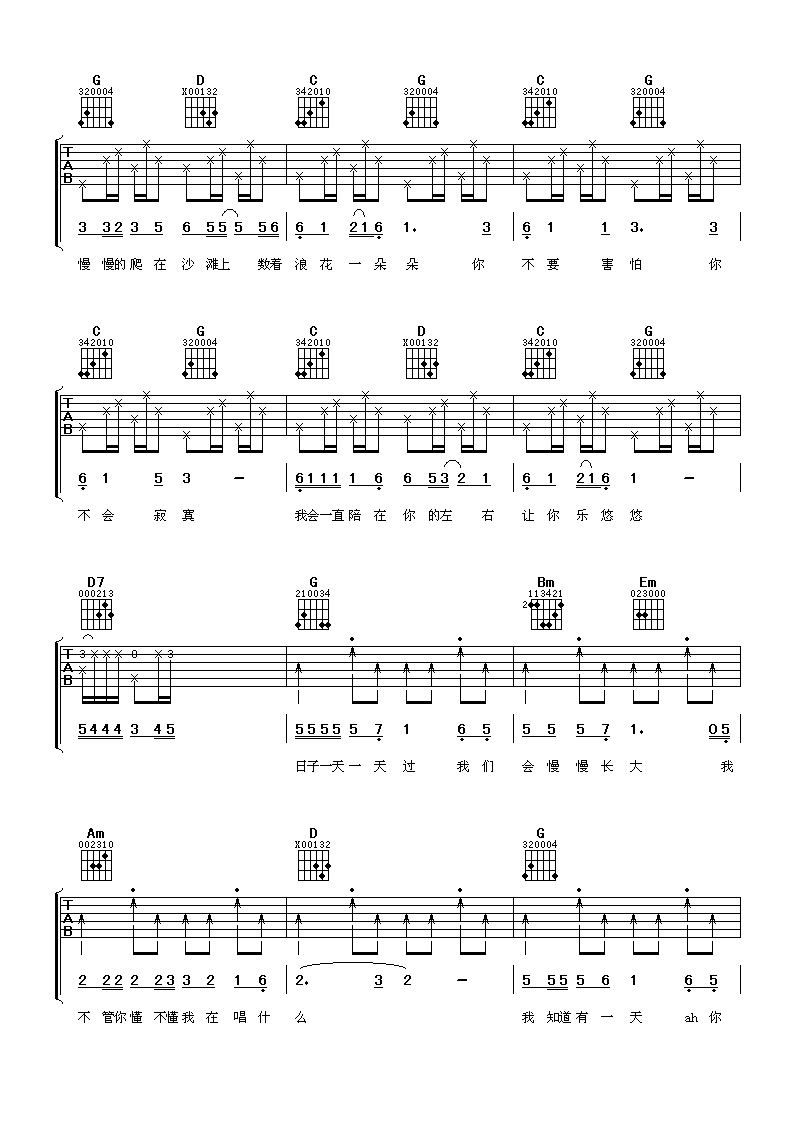 G D C G C G
320004 X00132 342010 320004 342010 320004
T
A
B
3 32 3 5 6 55 5 56 6 1 216 1. 3 6 1 1 3. 3
慢 慢的 爬 在 沙 滩上 数着 浪 花 一 朵 朵 你 不 要 害 怕 你
C G C D C G
342010 320004 342010 X00132 342010 320004
T
A
B
6 1 5 3 — 6111 1 6 6 53 2 1 6 1 216 1 —
不 会 寂 寞 我会一直 陪 在 你 的左 右 让 你 乐 悠 悠
D7 G Bm Em
000213 210034 2 113421 023000
T 3 0 3
A
B
5444 3 45 5555 5 7 1 6 5 5 5 5 7 1. 05
日子一天 一 天 过 我 们 会 慢 慢 长 大 我
Am D G
002310 X00132 320004
T
A
B
2 22 2 23 3 2 1 6 2. 3 2 — 5 55 5 6 1 6 5
不 管你 懂 不懂 我 在 唱 什 么 我 知道 有 一 天 ah 你